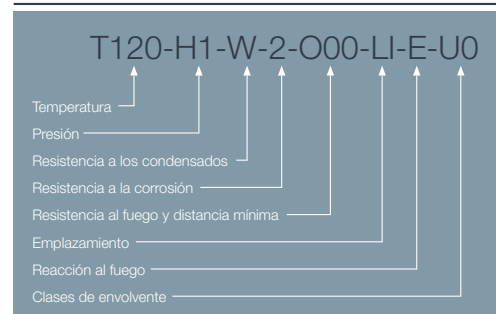 T120-H1-W-2-O00-LI-E-U0
Temperatura
Presión
Resistencia a los condensados
Resistencia a la corrosión
Resistencia al fuego y distancia mínima
Emplazamiento
Reacción al fuego
Clases de envolvente